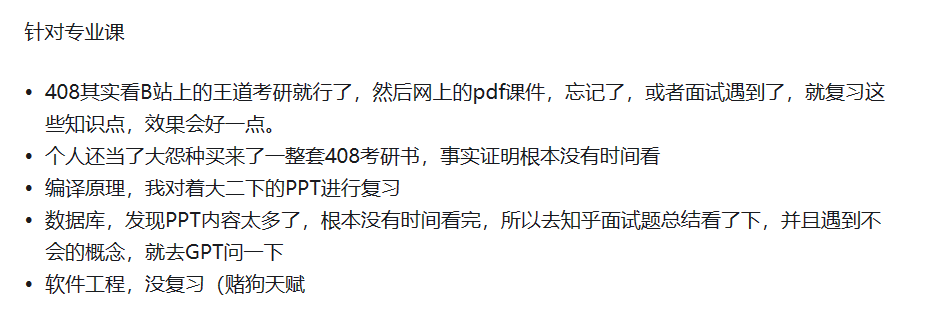 针对专业课
• 408其实看B站上的王道考研就行了，然后网上的pdf课件，忘记了，或者面试遇到了，就复习这
些知识点，效果会好一点。
• 个人还当了大怨种买来了一整套408考研书，事实证明根本没有时间看
• 编译原理，我对着大二下的PPT进行复习
• 数据库，发现PPT内容太多了，根本没有时间看完，所以去知乎面试题总结看了下，并且遇到不
会的概念，就去GPT问一下
• 软件工程，没复习（赌狗天赋